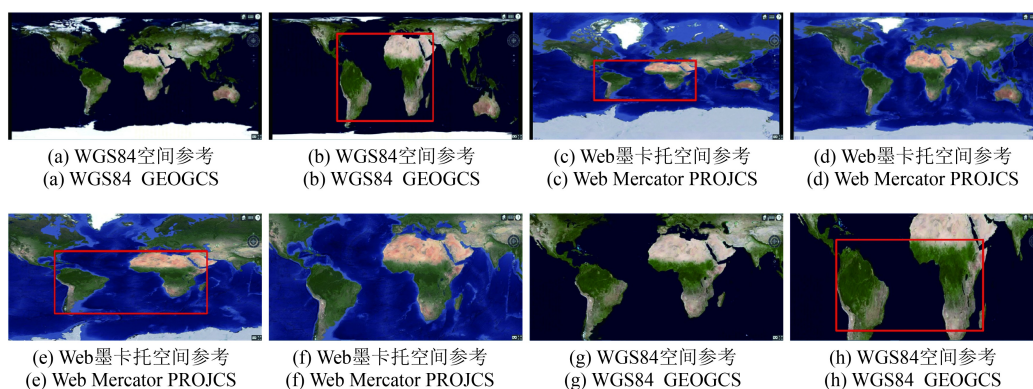 (a) WGS84空间参考
(a) WGS84 GEOGCS
(b) WGS84空间参考
(b) WGS84 GEOGCS
(c) Web墨卡托空间参考
(c) Web Mercator PROJCS
(d) Web墨卡托空间参考
(d) Web Mercator PROJCS
(e) Web墨卡托空间参考
(e) Web Mercator PROJCS
(f) Web墨卡托空间参考
(f) Web Mercator PROJCS
(g) WGS84空间参考
(g) WGS84 GEOGCS
(h) WGS84空间参考
(h) WGS84 GEOGCS